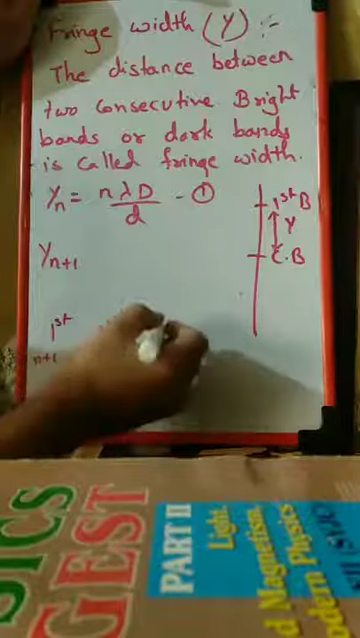 Fringe width (Y) :-
The distance between
two consecutive Bright
bands or dark bands
is called fringe width.
Yn = nλD/d - ①
1st B
Y
C.B
Yn+1
1st
n+1
ICS
GEST
PART II
Light,
d Magnetism,
odern Physics